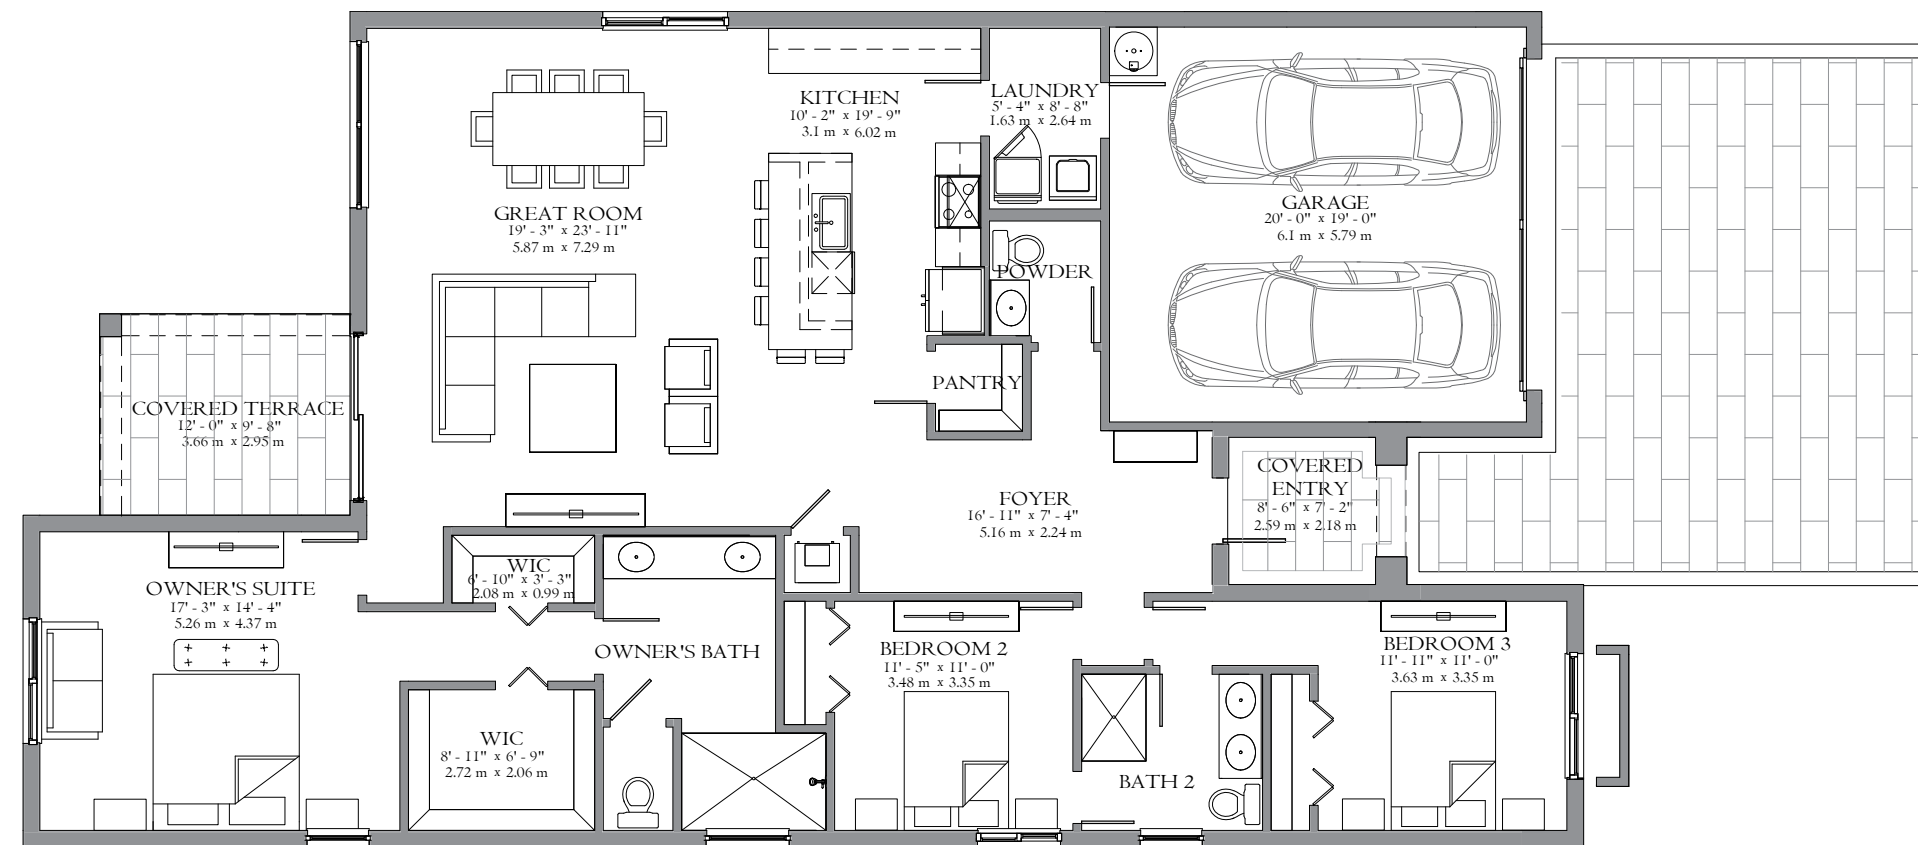 KITCHEN
10' - 2" x 19' - 9"
3.1 m x 6.02 m
LAUNDRY
5' - 4" x 8' - 8"
1.63 m x 2.64 m
GREAT ROOM
19' - 3" x 23' - 11"
5.87 m x 7.29 m
GARAGE
20' - 0" x 19' - 0"
6.1 m x 5.79 m
POWDER
PANTRY
COVERED TERRACE
12' - 0" x 9' - 8"
3.66 m x 2.95 m
COVERED
ENTRY
8' - 6" x 7' - 2"
2.59 m x 2.18 m
FOYER
16' - 11" x 7' - 4"
5.16 m x 2.24 m
WIC
6' - 10" x 3' - 3"
2.08 m x 0.99 m
OWNER'S SUITE
17' - 3" x 14' - 4"
5.26 m x 4.37 m
OWNER'S BATH
BEDROOM 2
11' - 5" x 11' - 0"
3.48 m x 3.35 m
BEDROOM 3
11' - 11" x 11' - 0"
3.63 m x 3.35 m
WIC
8' - 11" x 6' - 9"
2.72 m x 2.06 m
BATH 2